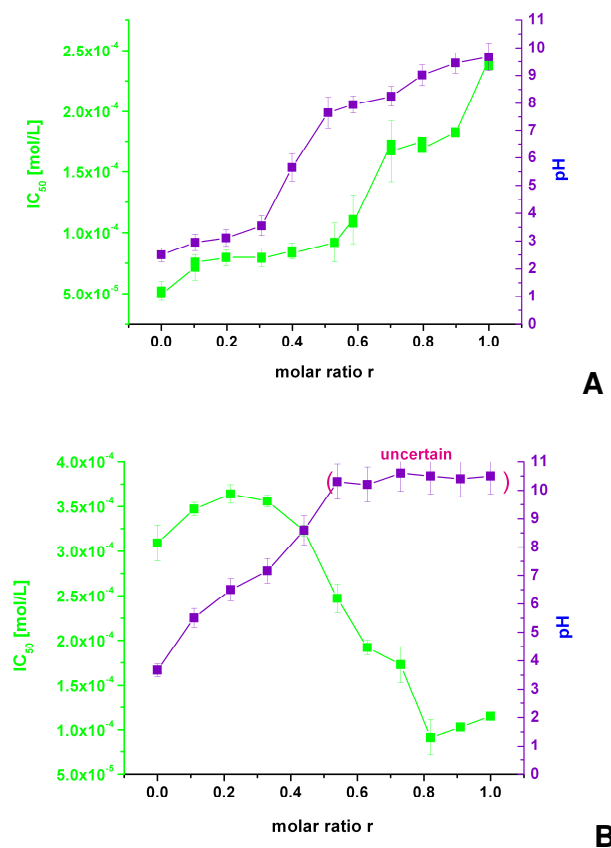 2.5x10⁻⁴
2.0x10⁻⁴
1.5x10⁻⁴
1.0x10⁻⁴
5.0x10⁻⁵
IC₅₀ [mol/L]
11
10
9
8
7
6
5
4
3
2
1
0
pH
0.0 0.2 0.4 0.6 0.8 1.0
molar ratio r
A
uncertain
( )
4.0x10⁻⁴
3.5x10⁻⁴
3.0x10⁻⁴
2.5x10⁻⁴
2.0x10⁻⁴
1.5x10⁻⁴
1.0x10⁻⁴
5.0x10⁻⁵
IC₅₀ [mol/L]
11
10
9
8
7
6
5
4
3
2
1
0
pH
0.0 0.2 0.4 0.6 0.8 1.0
molar ratio r
B